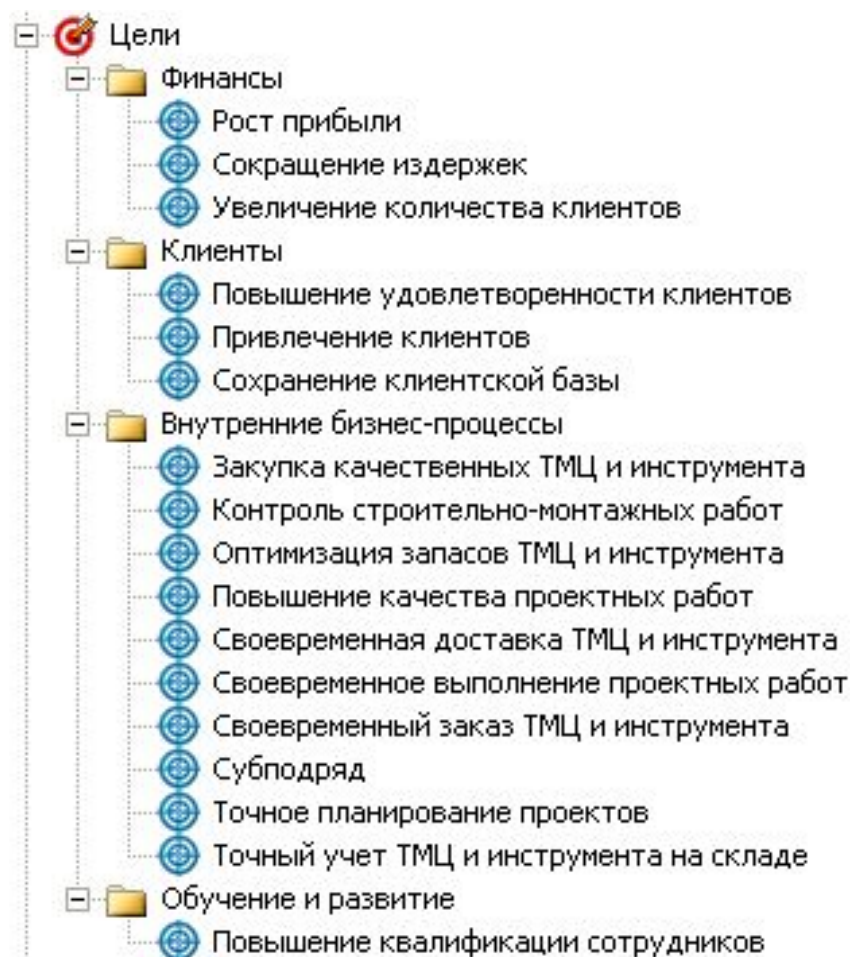 Цели
Финансы
Рост прибыли
Сокращение издержек
Увеличение количества клиентов
Клиенты
Повышение удовлетворенности клиентов
Привлечение клиентов
Сохранение клиентской базы
Внутренние бизнес-процессы
Закупка качественных ТМЦ и инструмента
Контроль строительно-монтажных работ
Оптимизация запасов ТМЦ и инструмента
Повышение качества проектных работ
Своевременная доставка ТМЦ и инструмента
Своевременное выполнение проектных работ
Своевременный заказ ТМЦ и инструмента
Субподряд
Точное планирование проектов
Точный учет ТМЦ и инструмента на складе
Обучение и развитие
Повышение квалификации сотрудников